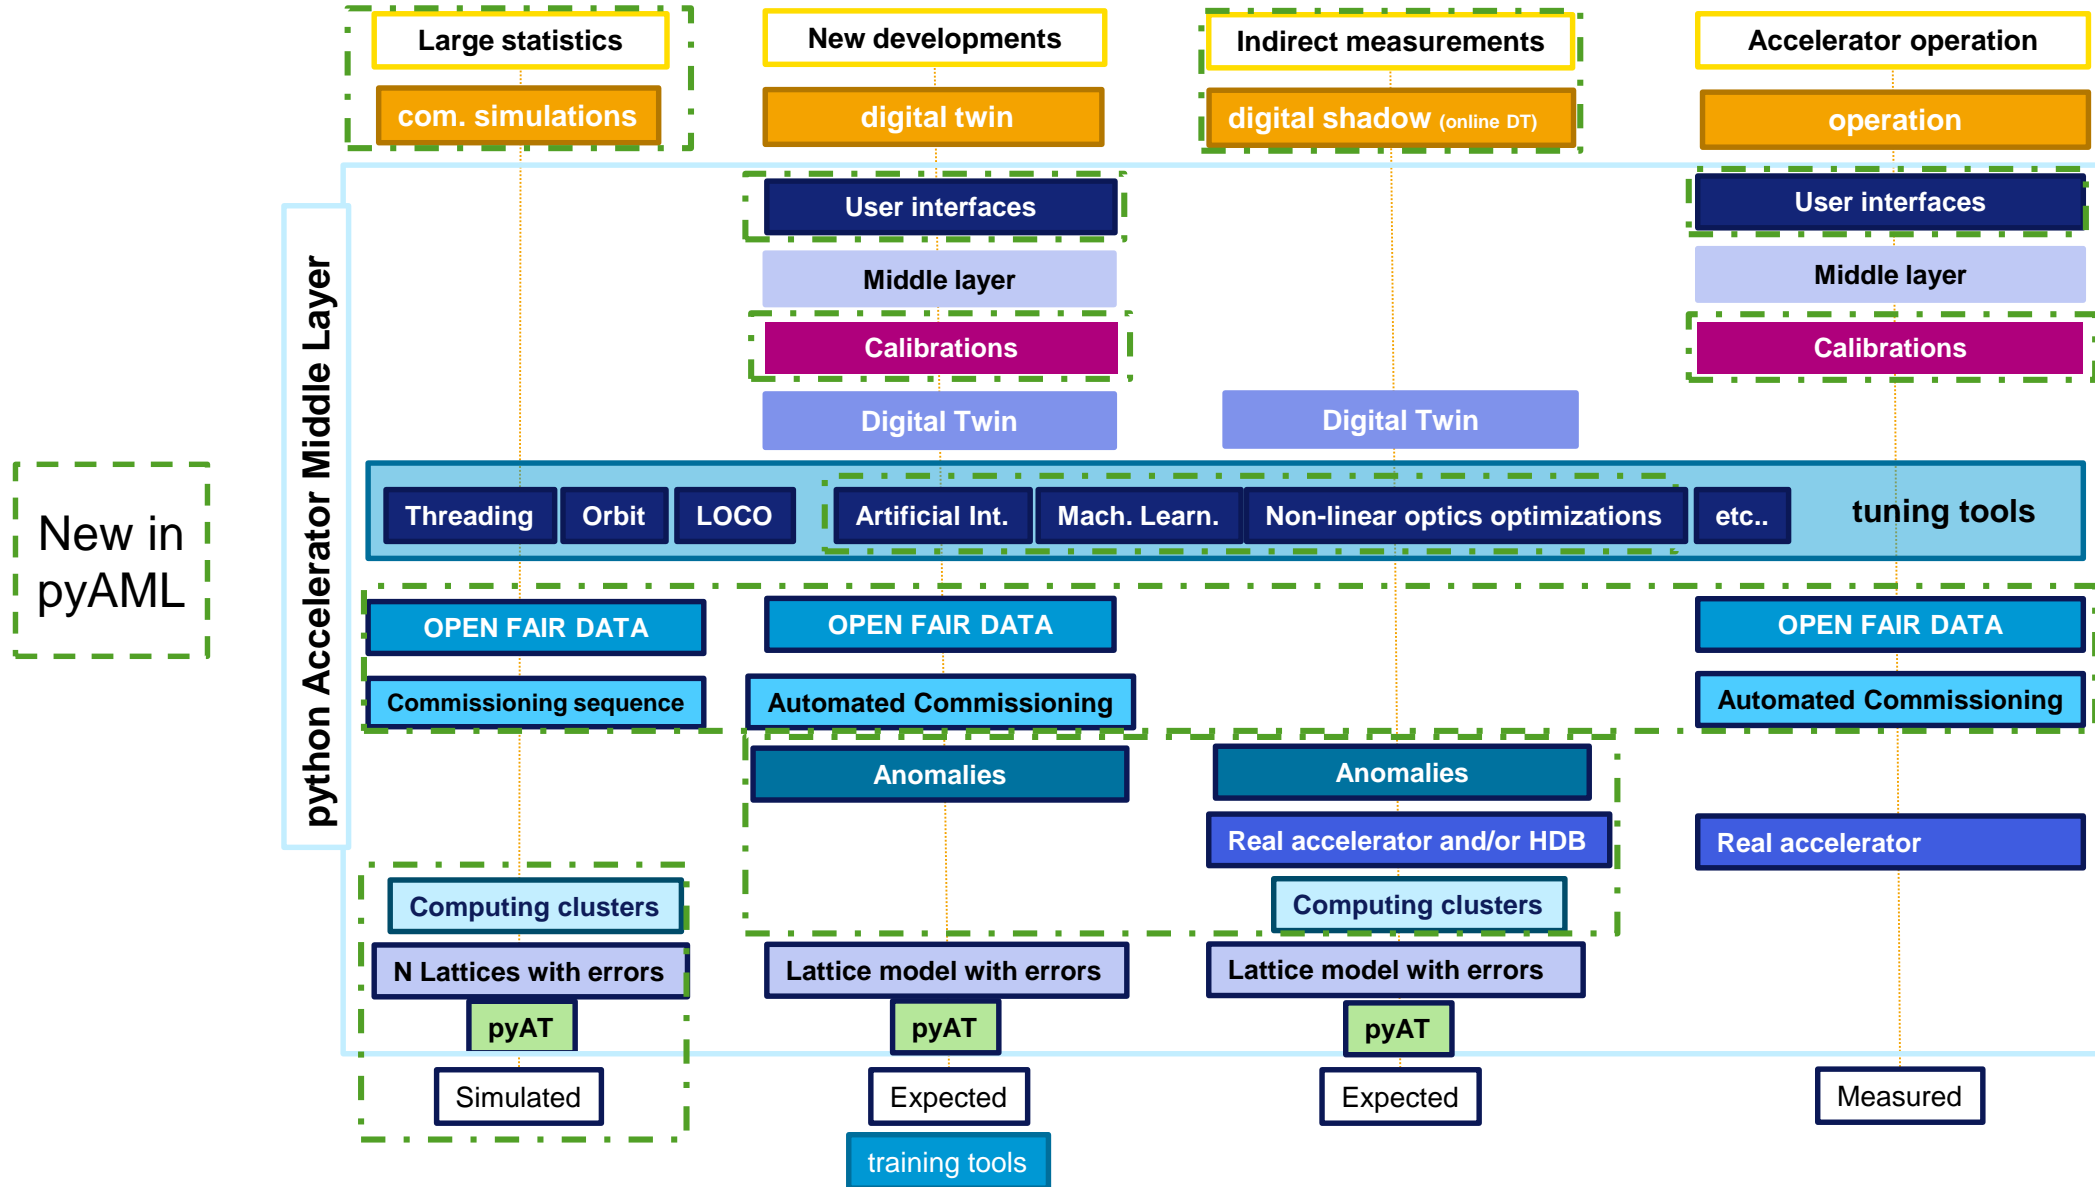 Large statistics
New developments
Indirect measurements
Accelerator operation
com. simulations
digital twin
digital shadow (online DT)
operation
User interfaces
User interfaces
Middle layer
Middle layer
Calibrations
Calibrations
Digital Twin
Digital Twin
python Accelerator Middle Layer
New in
pyAML
Threading
Orbit
LOCO
Artificial Int.
Mach. Learn.
Non-linear optics optimizations
etc..
tuning tools
OPEN FAIR DATA
OPEN FAIR DATA
OPEN FAIR DATA
Commissioning sequence
Automated Commissioning
Automated Commissioning
Anomalies
Anomalies
Real accelerator and/or HDB
Real accelerator
Computing clusters
Computing clusters
N Lattices with errors
Lattice model with errors
Lattice model with errors
pyAT
pyAT
pyAT
Simulated
Expected
Expected
Measured
training tools